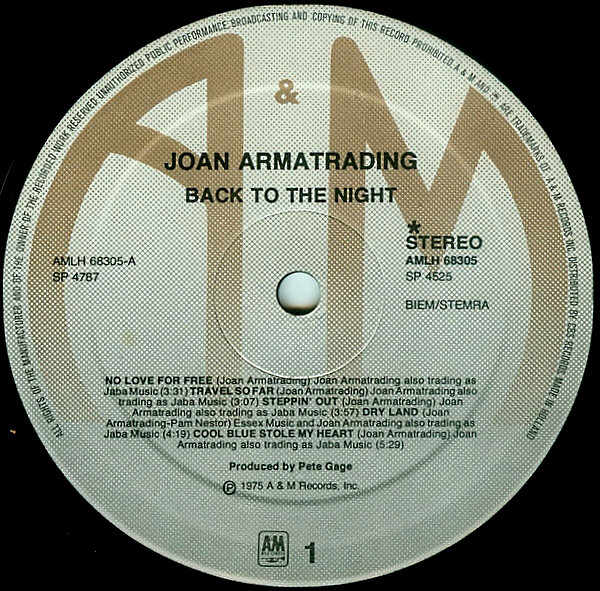 ALL RIGHTS OF THE MANUFACTURER AND OF THE OWNER OF THE RECORDED WORK RESERVED. UNAUTHORIZED PUBLIC PERFORMANCE, BROADCASTING AND COPYING OF THIS RECORD PROHIBITED. A & M AND ARE TRADEMARKS OF A & M RECORDS INC. DISTRIBUTED BY CBS RECORDS. MADE IN HOLLAND
A & M
JOAN ARMATRADING
BACK TO THE NIGHT
AMLH 68305-A
SP 4787
*
STEREO
AMLH 68305
SP 4525
BIEM/STEMRA
NO LOVE FOR FREE (Joan Armatrading) Joan Armatrading also trading as
Jaba Music (3:31) TRAVEL SO FAR (Joan Armatrading) Joan Armatrading also
trading as Jaba Music (3:07) STEPPIN' OUT (Joan Armatrading) Joan
Armatrading also trading as Jaba Music (3:57) DRY LAND (Joan
Armatrading-Pam Nestor) Essex Music and Joan Armatrading also trading as
Jaba Music (4:19) COOL BLUE STOLE MY HEART (Joan Armatrading) Joan
Armatrading also trading as Jaba Music (5:29)
Produced by Pete Gage
℗ 1975 A & M Records, Inc.
AM
RECORDS
1